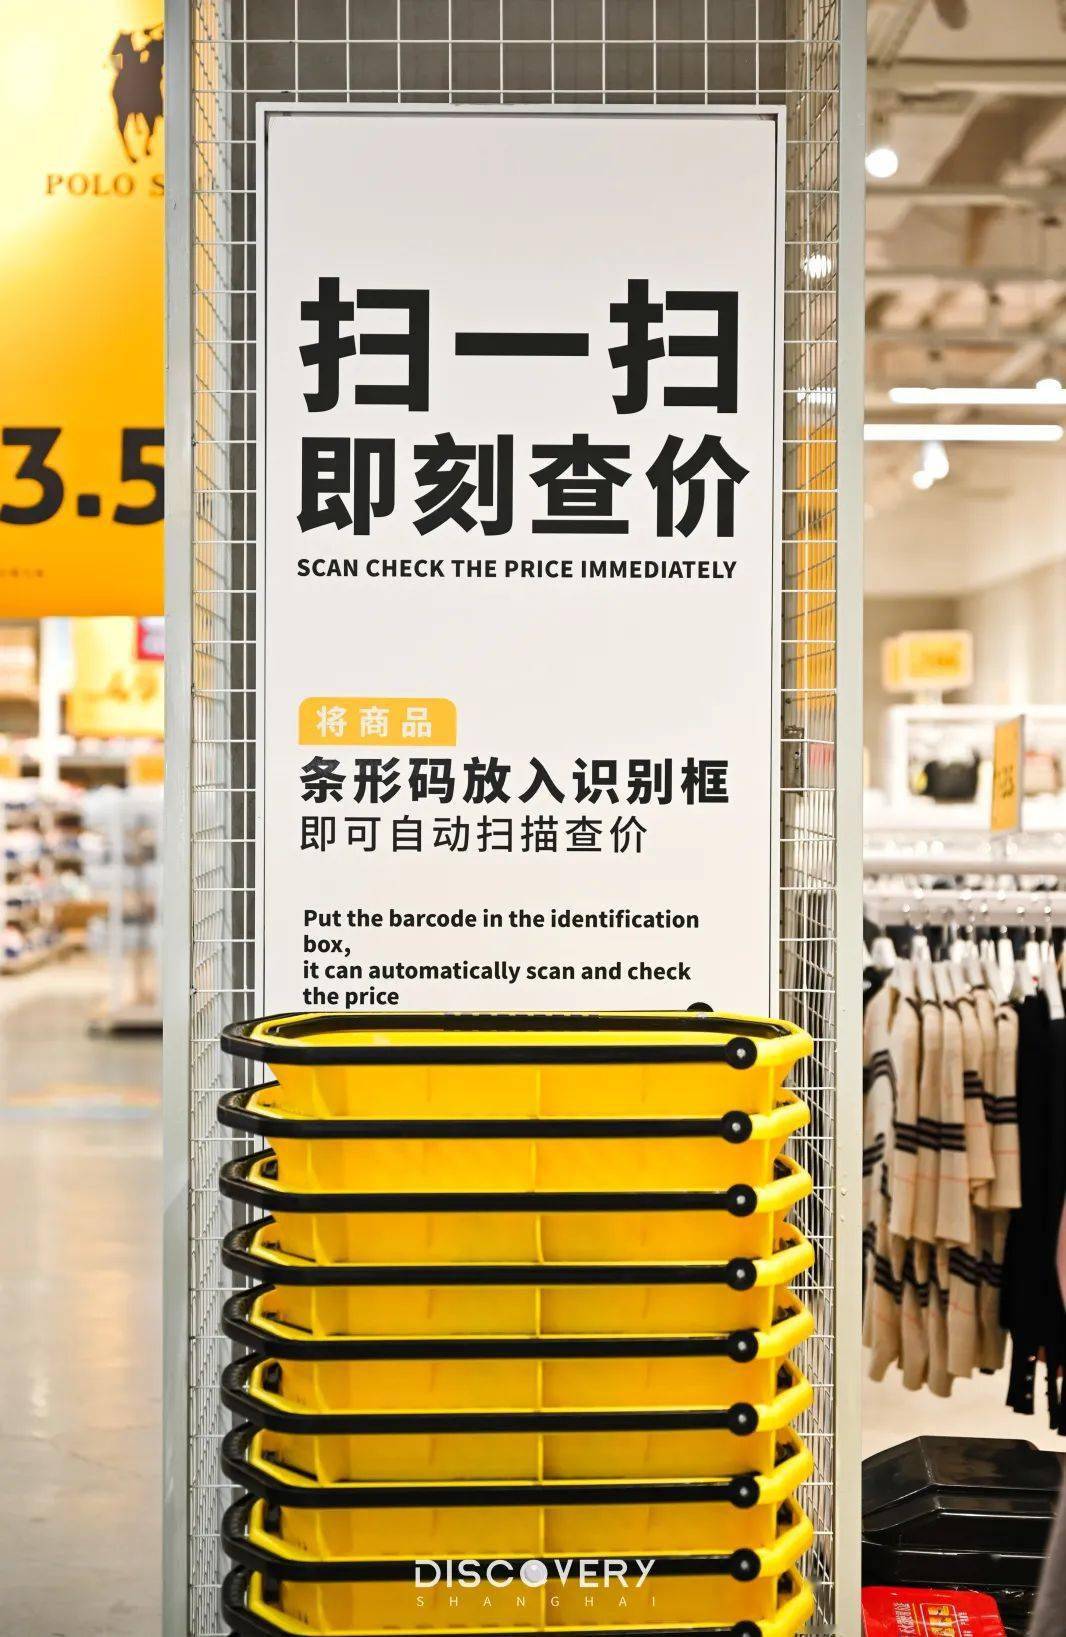 POLO S
3.5
扫一扫
即刻查价
SCAN CHECK THE PRICE IMMEDIATELY
将商品
条形码放入识别框
即可自动扫描查价
Put the barcode in the identification
box,
it can automatically scan and check
the price
DISCOVERY
SHANGHAI